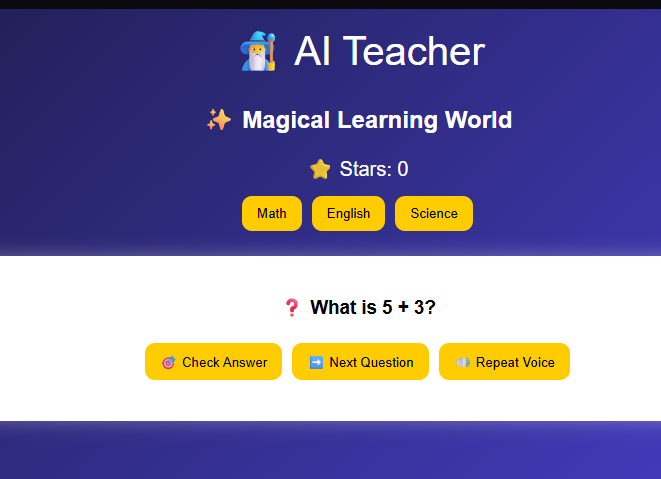 AI Teacher
Magical Learning World
Stars: 0
Math English Science
What is 5 + 3?
Check Answer Next Question Repeat Voice